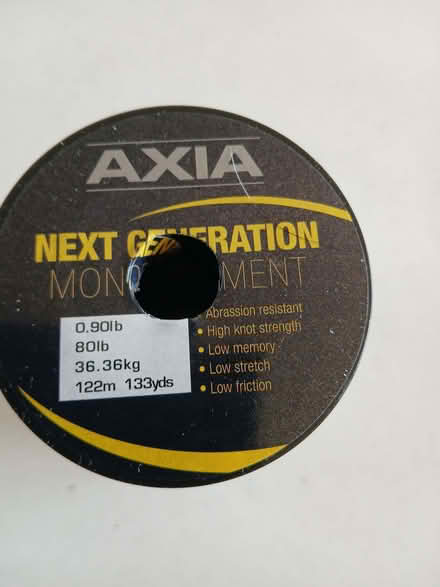 AXIA
NEXT GENERATION
MONO MENT
Abrassion resistant
• High knot strength
• Low memory
• Low stretch
• Low friction
0.90lb
80lb
36.36kg
122m 133yds